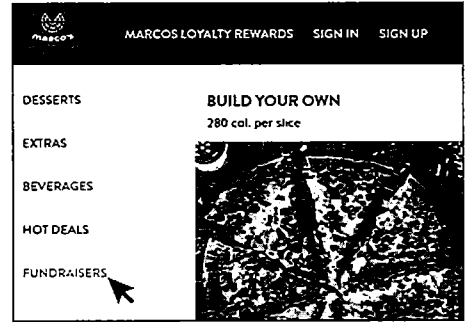 marco's
MARCOS LOYALTY REWARDS SIGN IN SIGN UP
DESSERTS
EXTRAS
BEVERAGES
HOT DEALS
FUNDRAISERS
BUILD YOUR OWN
280 cal. per slice